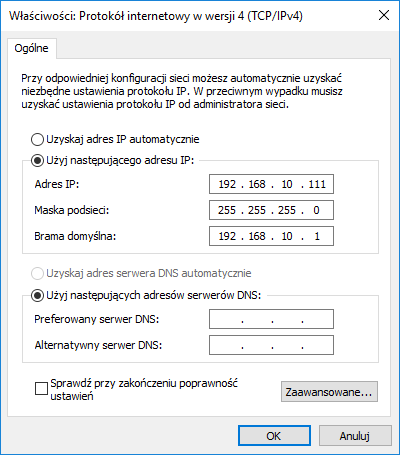 Właściwości: Protokół internetowy w wersji 4 (TCP/IPv4)
Ogólne
Przy odpowiedniej konfiguracji sieci możesz automatycznie uzyskać
niezbędne ustawienia protokołu IP. W przeciwnym wypadku musisz
uzyskać ustawienia protokołu IP od administratora sieci.
Uzyskaj adres IP automatycznie
Użyj następującego adresu IP:
Adres IP: 192 . 168 . 10 . 111
Maska podsieci: 255 . 255 . 255 . 0
Brama domyślna: 192 . 168 . 10 . 1
Uzyskaj adres serwera DNS automatycznie
Użyj następujących adresów serwerów DNS:
Preferowany serwer DNS: . . .
Alternatywny serwer DNS: . . .
Sprawdź przy zakończeniu poprawność
ustawień
Zaawansowane...
OK Anuluj